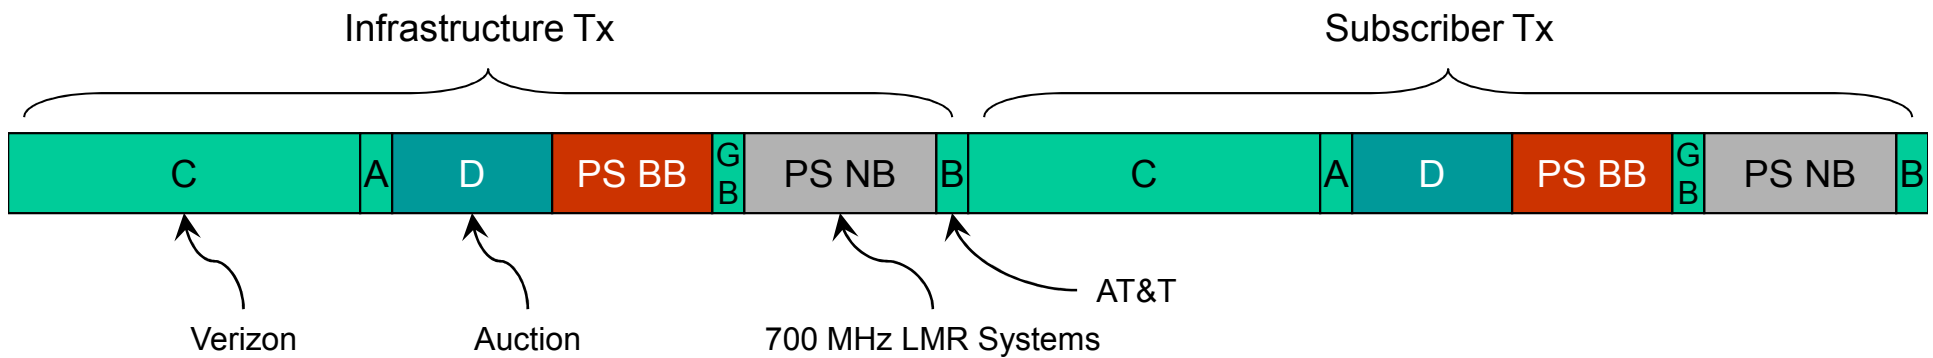 Infrastructure Tx Subscriber Tx
C A D PS BB G B PS NB B C A D PS BB G B PS NB B
AT&T
Verizon Auction 700 MHz LMR Systems